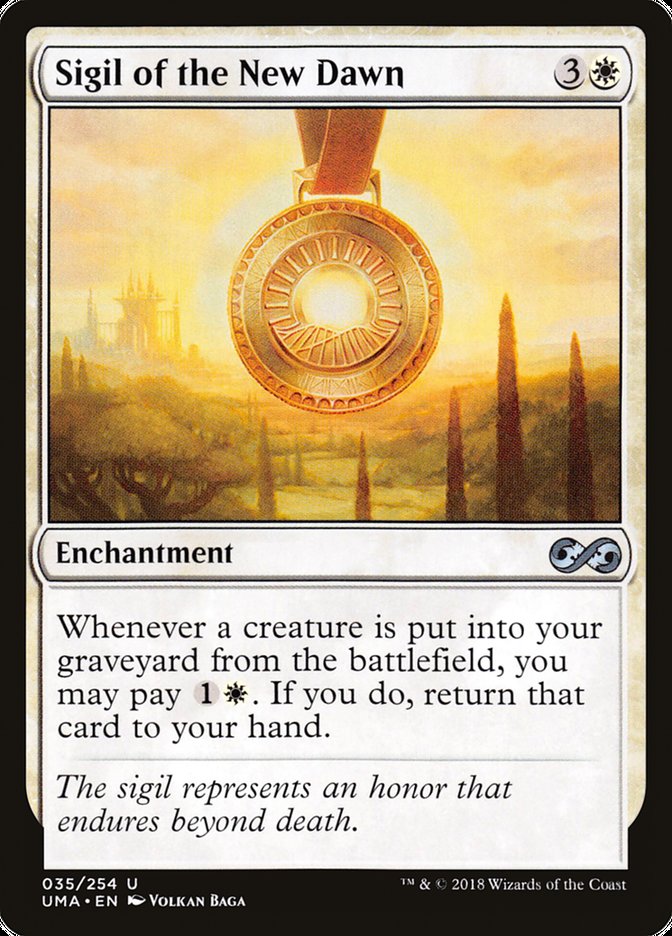 Sigil of the New Dawn 3
Enchantment
Whenever a creature is put into your
graveyard from the battlefield, you
may pay 1. If you do, return that
card to your hand.
The sigil represents an honor that
endures beyond death.
035/254 U
UMA • EN Volkan Baga
™ & © 2018 Wizards of the Coast